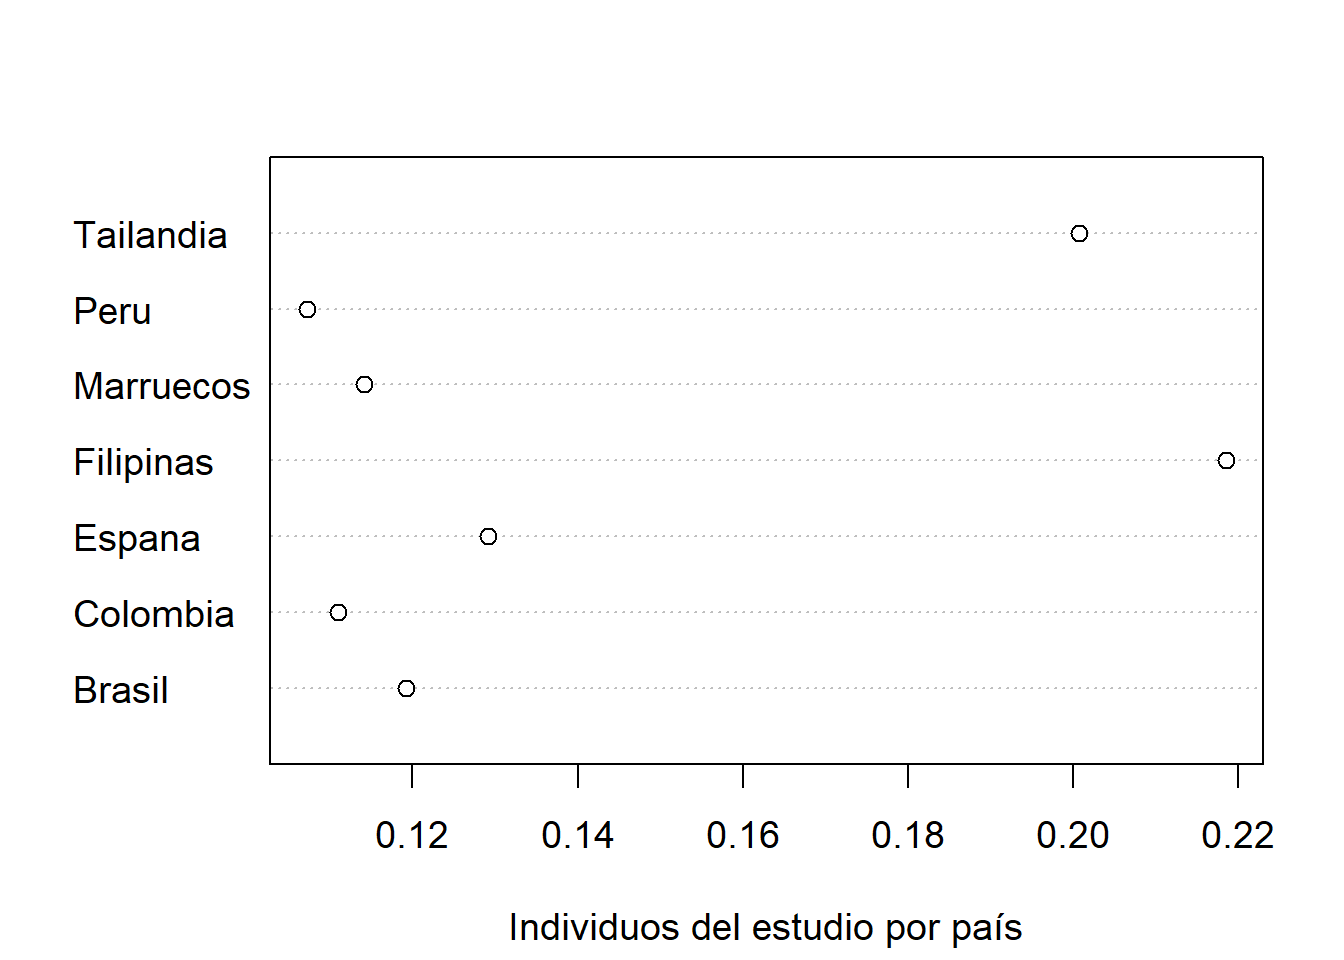 Tailandia
Peru
Marruecos
Filipinas
Espana
Colombia
Brasil
0.12 0.14 0.16 0.18 0.20 0.22
Individuos del estudio por país